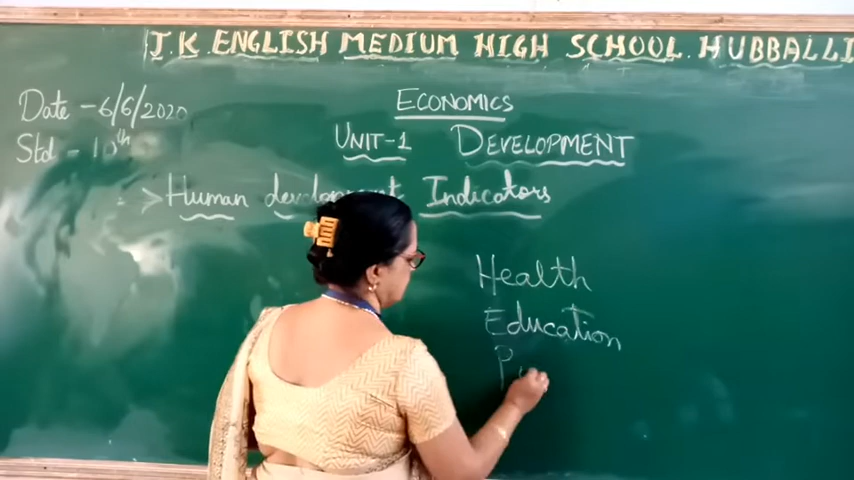 J.K ENGLISH MEDIUM HIGH SCHOOL HUBBALLI
Date - 6/6/2020
ECONOMICS
Std - 10th
UNIT-1 DEVELOPMENT
> Human development Indicators
Health
Education